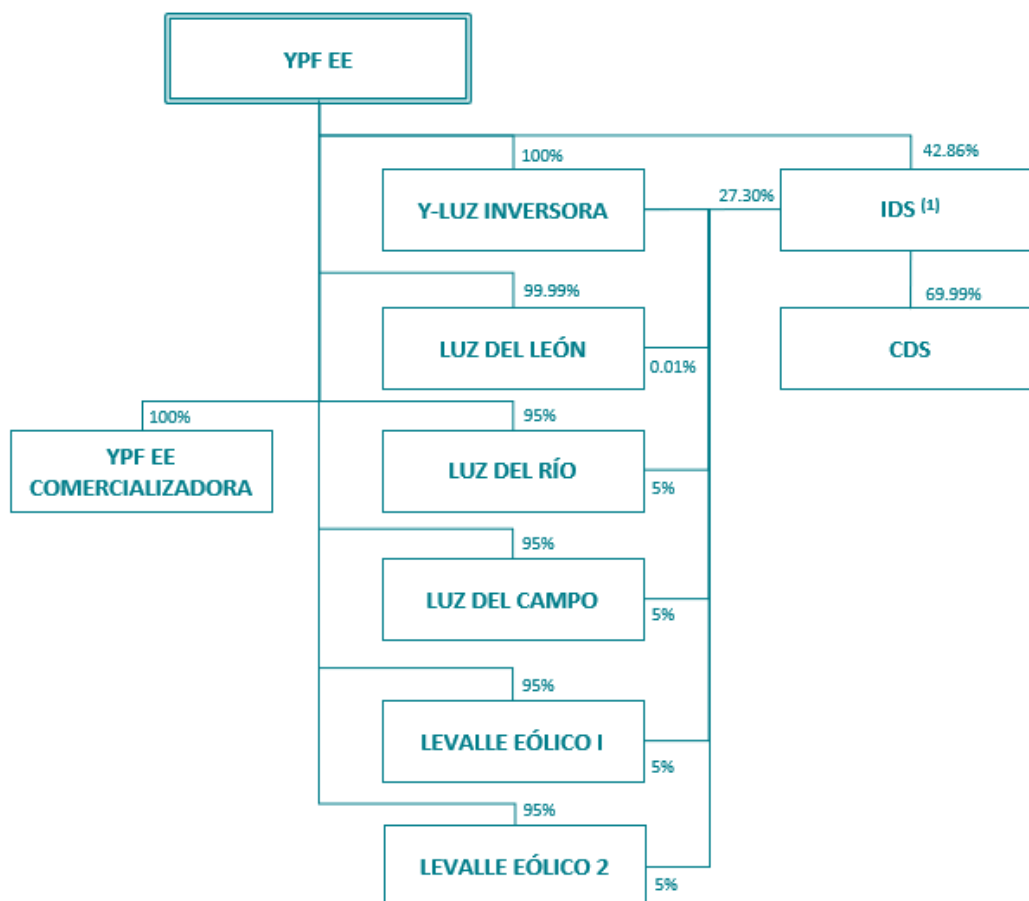 YPF EE
100%
42.86%
Y-LUZ INVERSORA
27.30%
IDS (1)
99.99%
69.99%
LUZ DEL LEÓN
0.01%
CDS
100%
95%
YPF EE
COMERCIALIZADORA
LUZ DEL RÍO
5%
95%
LUZ DEL CAMPO
5%
95%
LEVALLE EÓLICO I
5%
95%
LEVALLE EÓLICO 2
5%